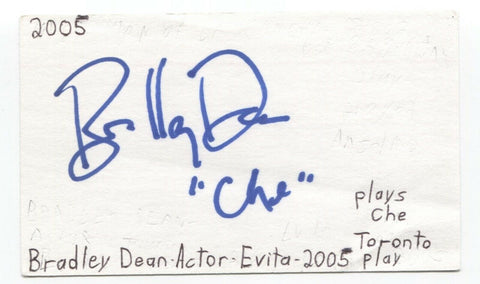 2005
Bradley Dean
"Che"
plays
Che
Toronto
Bradley Dean·Actor·Evita-2005 play